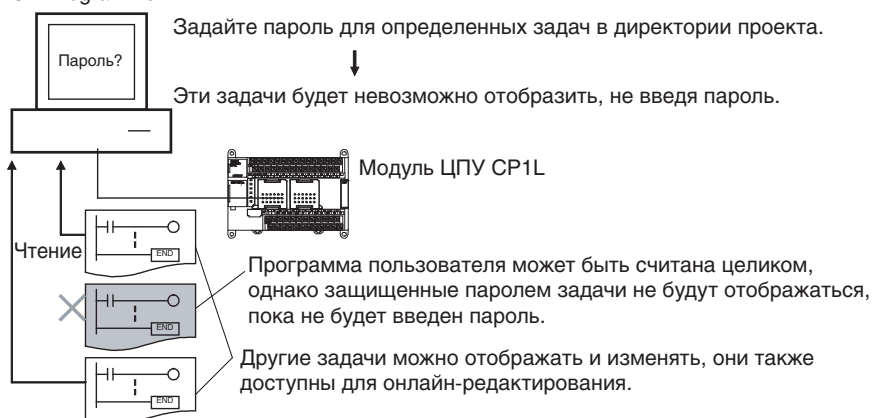 Задайте пароль для определенных задач в директории проекта.
Пароль?
Эти задачи будет невозможно отобразить, не введя пароль.
Модуль ЦПУ CP1L
Чтение
END
Программа пользователя может быть считана целиком,
однако защищенные паролем задачи не будут отображаться,
пока не будет введен пароль.
END
Другие задачи можно отображать и изменять, они также
доступны для онлайн-редактирования.
END